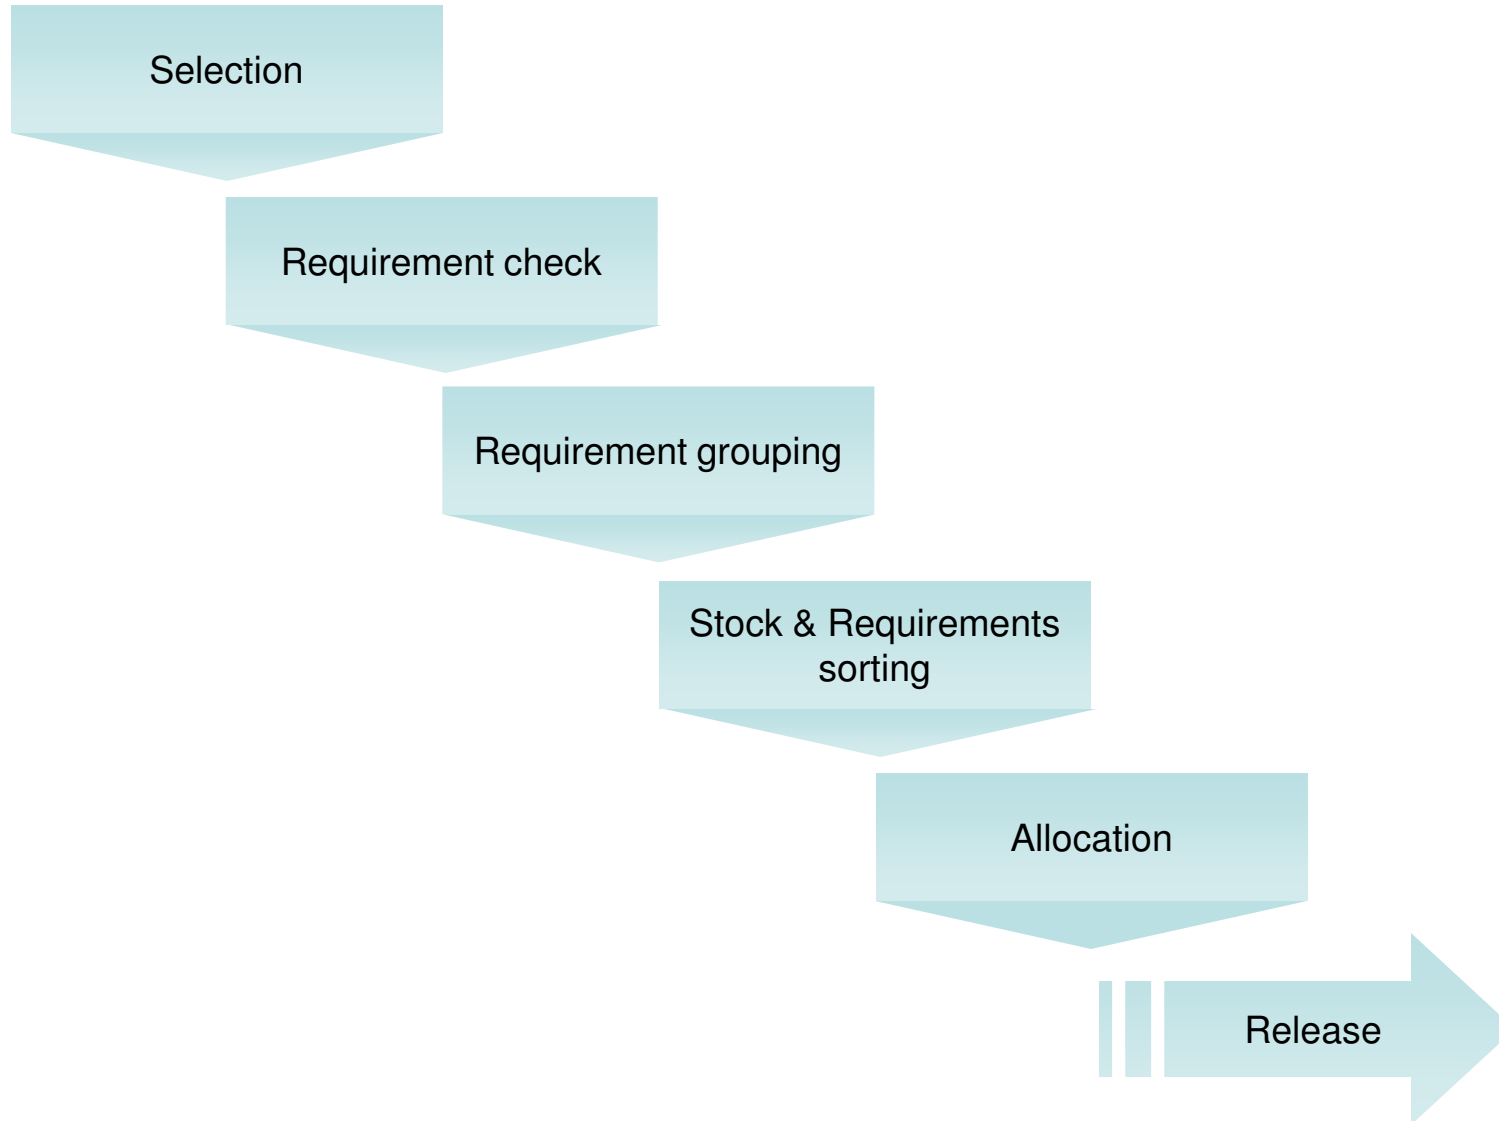 Selection
Requirement check
Requirement grouping
Stock & Requirements
sorting
Allocation
Release